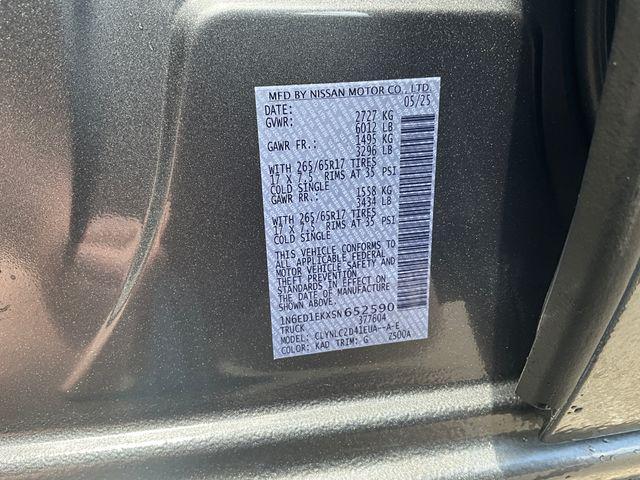 MFD BY NISSAN MOTOR CO., LTD.
DATE: 05/25
GVWR: 2727 KG
6012 LB
GAWR FR.: 1495 KG
3296 LB
WITH 265/65R17 TIRES
17 X 7.5 RIMS AT 35 PSI
COLD SINGLE
GAWR RR.: 1558 KG
3434 LB
WITH 265/65R17 TIRES
17 X 7.5 RIMS AT 35 PSI
COLD SINGLE
THIS VEHICLE CONFORMS TO
ALL APPLICABLE FEDERAL
MOTOR VEHICLE SAFETY AND
THEFT PREVENTION
STANDARDS IN EFFECT ON
THE DATE OF MANUFACTURE
SHOWN ABOVE.
1N6ED1EKXSN652590
TRUCK 377604
MODEL: CLYNLC2D41EUA--A-E
COLOR: KAD TRIM: G 2500A